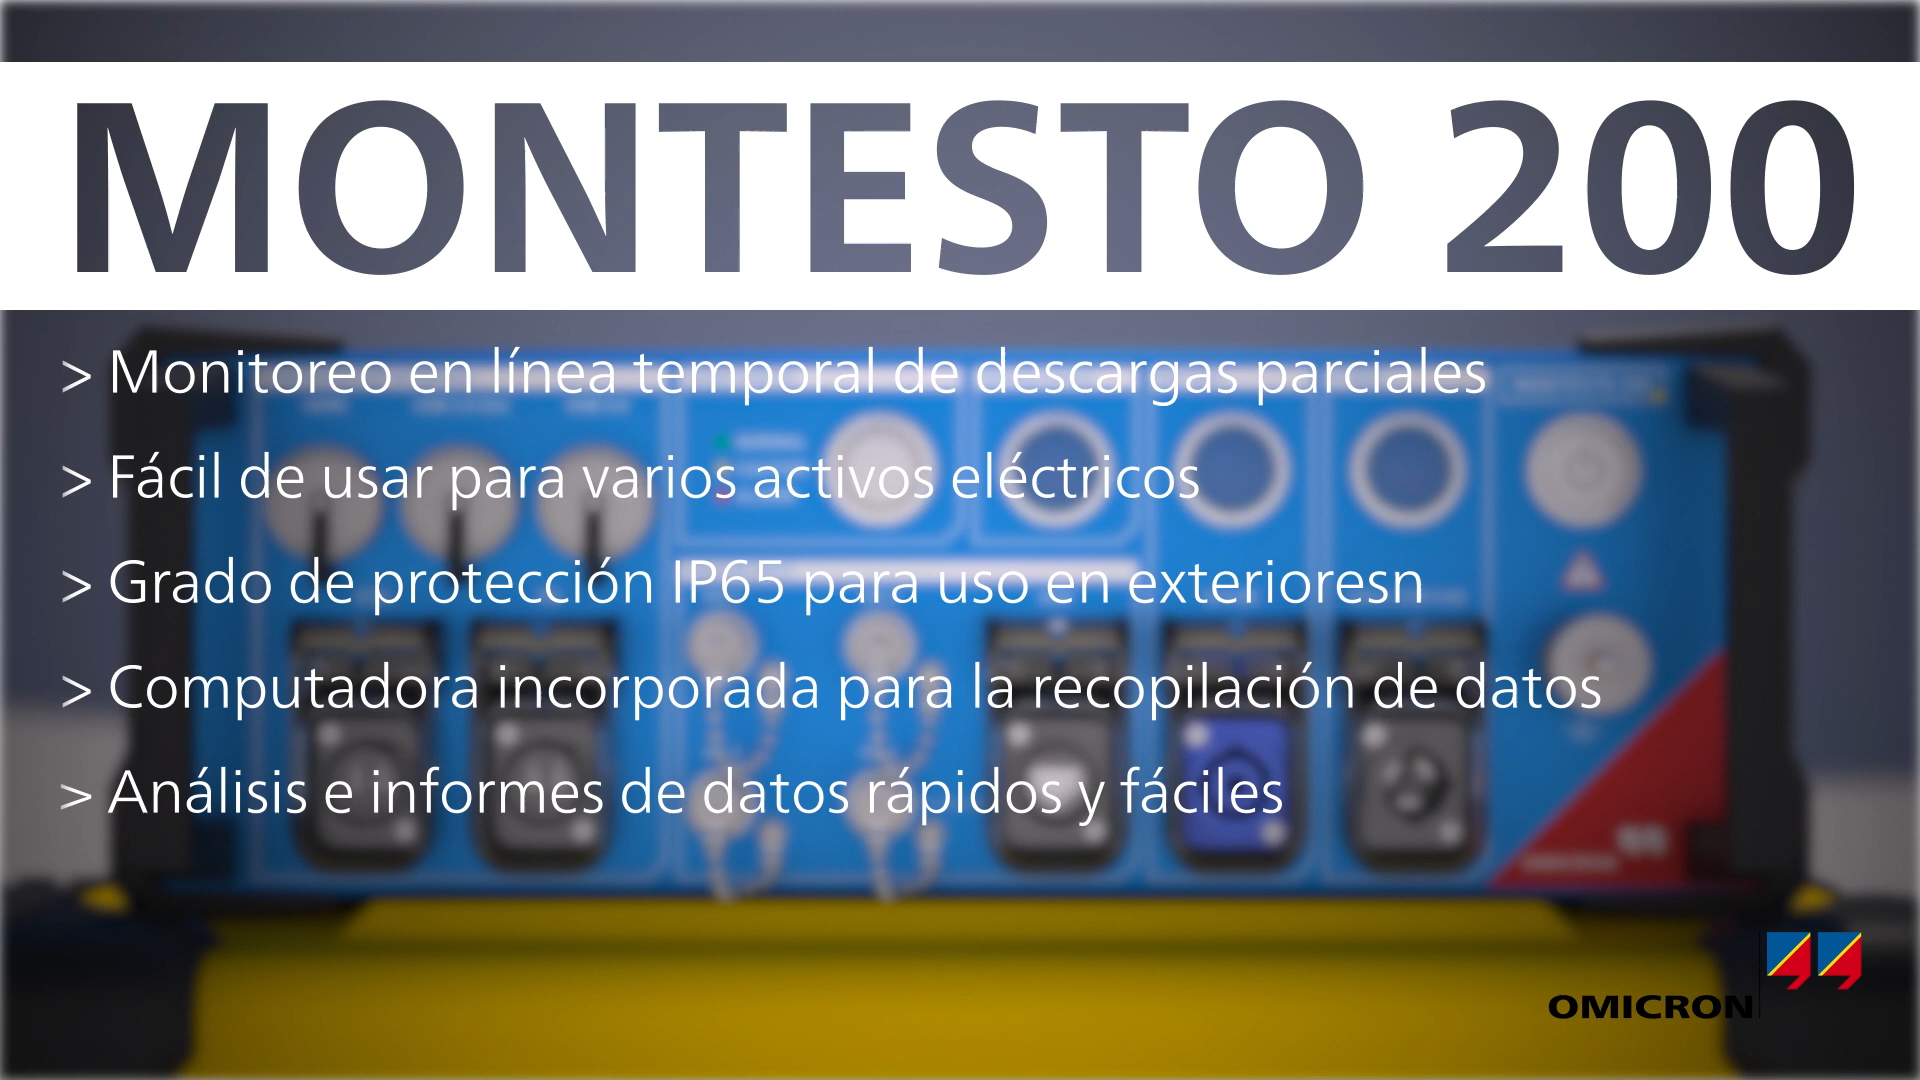 MONTESTO 200
> Monitoreo en línea temporal de descargas parciales
> Fácil de usar para varios activos eléctricos
> Grado de protección IP65 para uso en exterioresn
> Computadora incorporada para la recopilación de datos
> Análisis e informes de datos rápidos y fáciles
OMICRON